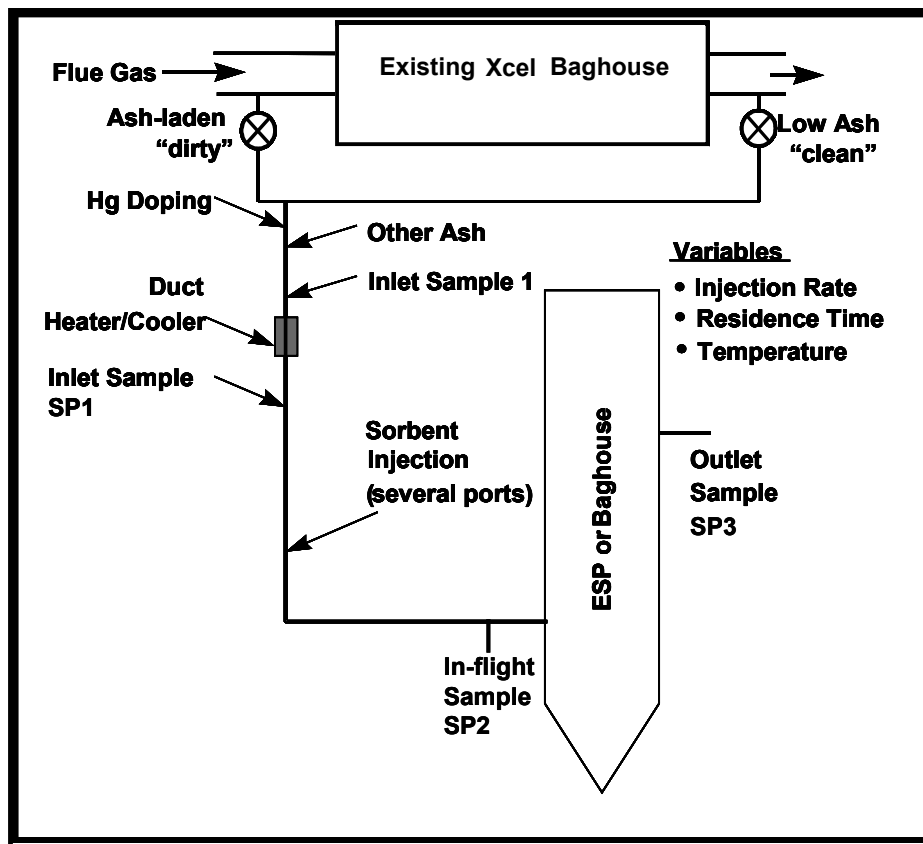 Existing Xcel Baghouse
Flue Gas
Ash-laden
“dirty”
Low Ash
“clean”
Hg Doping
Other Ash
Inlet Sample 1
Duct
Heater/Cooler
Inlet Sample
SP1
Variables
• Injection Rate
• Residence Time
• Temperature
Sorbent
Injection
(several ports)
ESP or Baghouse
Outlet
Sample
SP3
In-flight
Sample
SP2